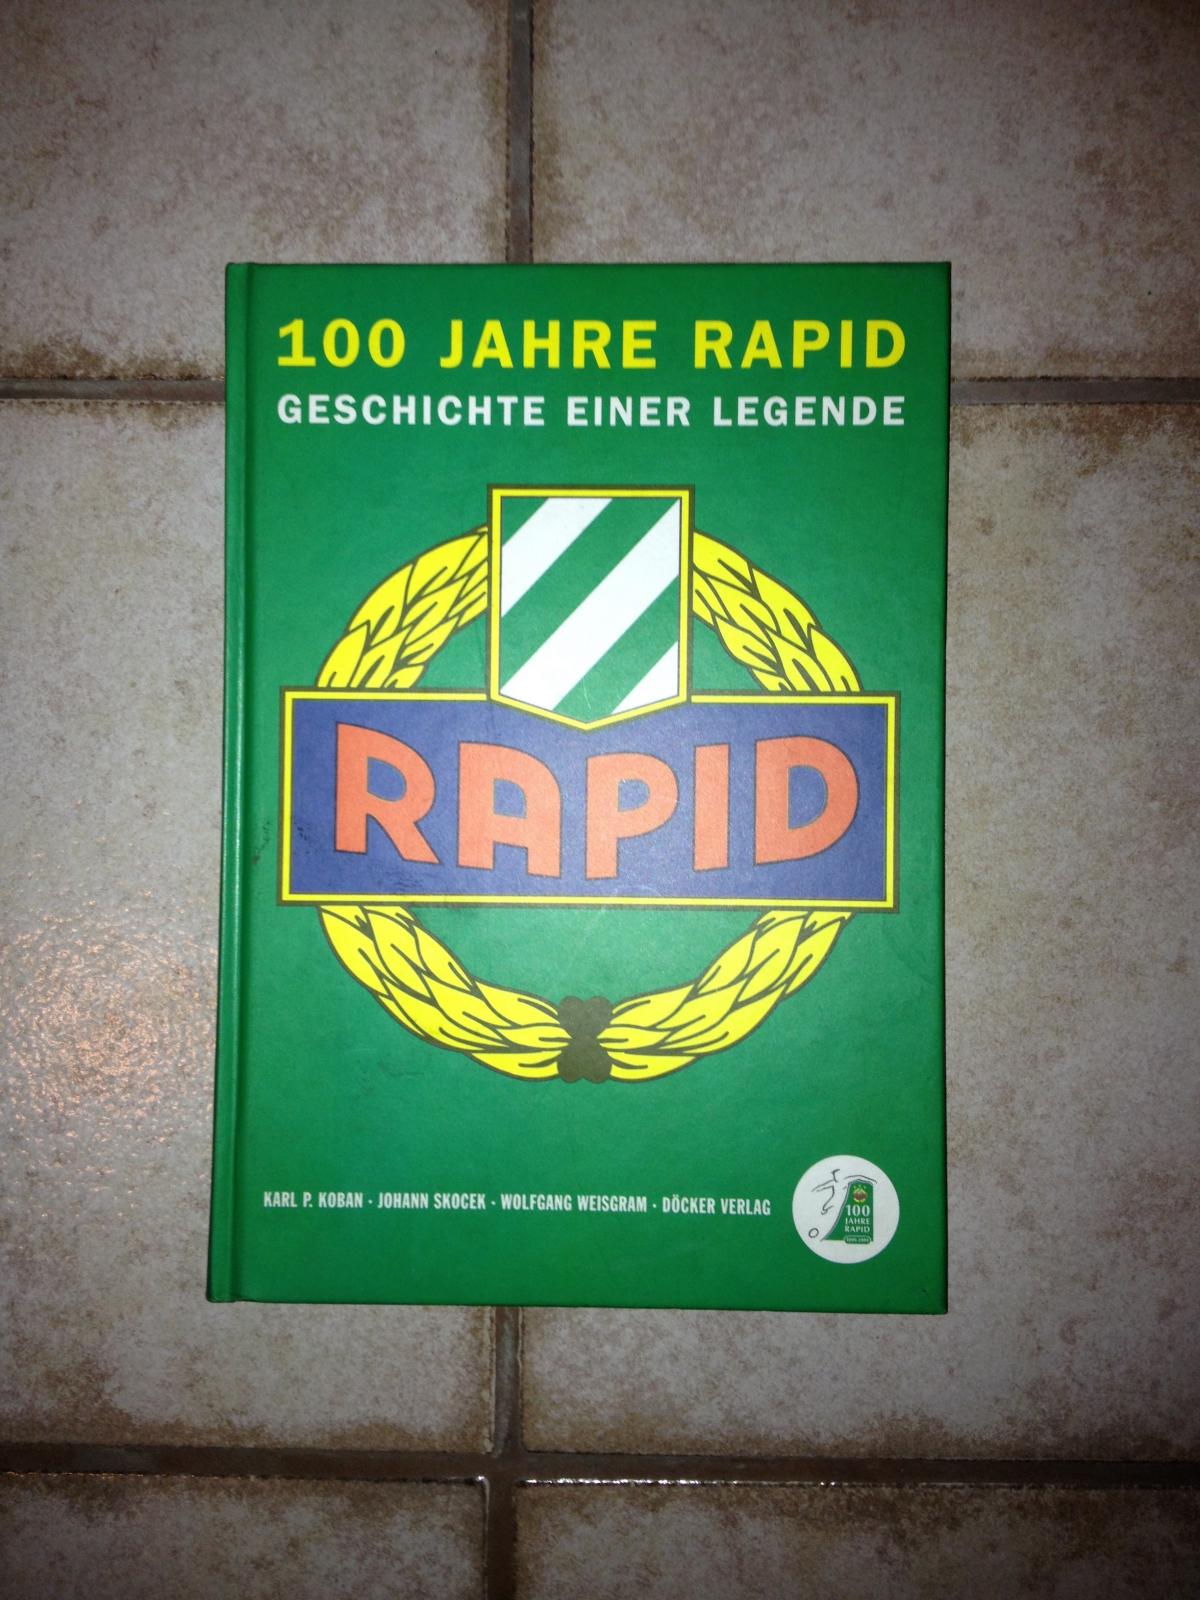 100 JAHRE RAPID
GESCHICHTE EINER LEGENDE
RAPID
KARL P. KOBAN · JOHANN SKOCEK · WOLFGANG WEISGRAM · DÖCKER VERLAG
100
JAHRE
RAPID